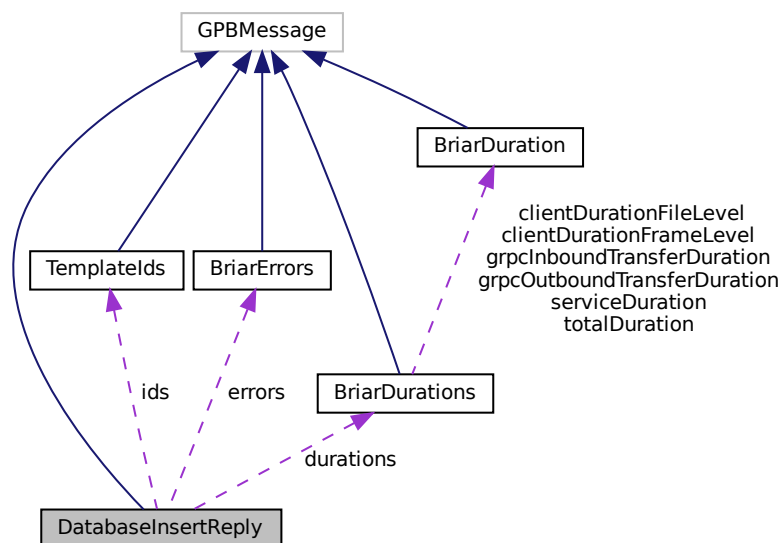 GPBMessage
BriarDuration
clientDurationFileLevel
clientDurationFrameLevel
grpcInboundTransferDuration
grpcOutboundTransferDuration
serviceDuration
totalDuration
TemplateIds
BriarErrors
BriarDurations
ids
errors
durations
DatabaseInsertReply